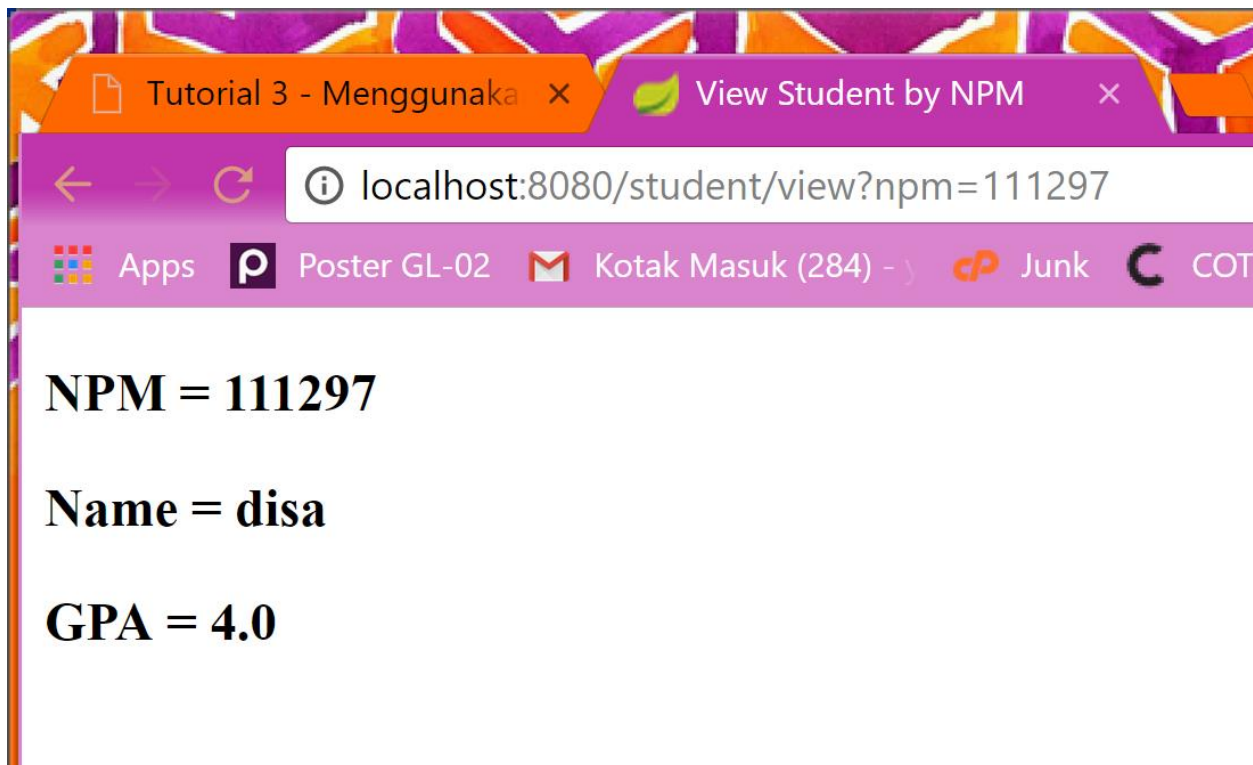 Tutorial 3 - Menggunaka
View Student by NPM
localhost:8080/student/view?npm=111297
Apps Poster GL-02 Kotak Masuk (284) - Junk COT
NPM = 111297
Name = disa
GPA = 4.0